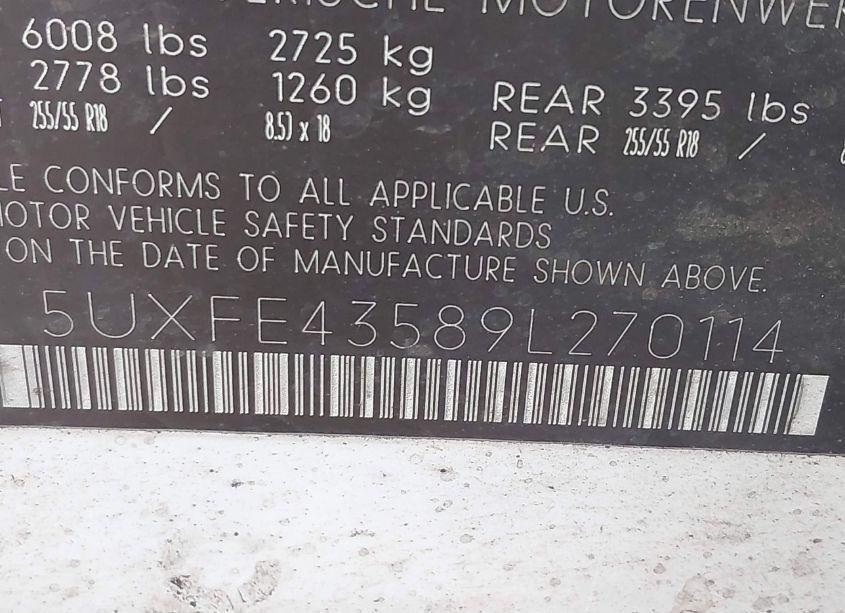 MOTORENWER
6008 lbs 2725 kg
2778 lbs 1260 kg REAR 3395 lbs
255/55 R18 / 8.5J x 18 REAR 255/55 R18 /
LE CONFORMS TO ALL APPLICABLE U.S.
MOTOR VEHICLE SAFETY STANDARDS
ON THE DATE OF MANUFACTURE SHOWN ABOVE.
5UXFE43589L270114